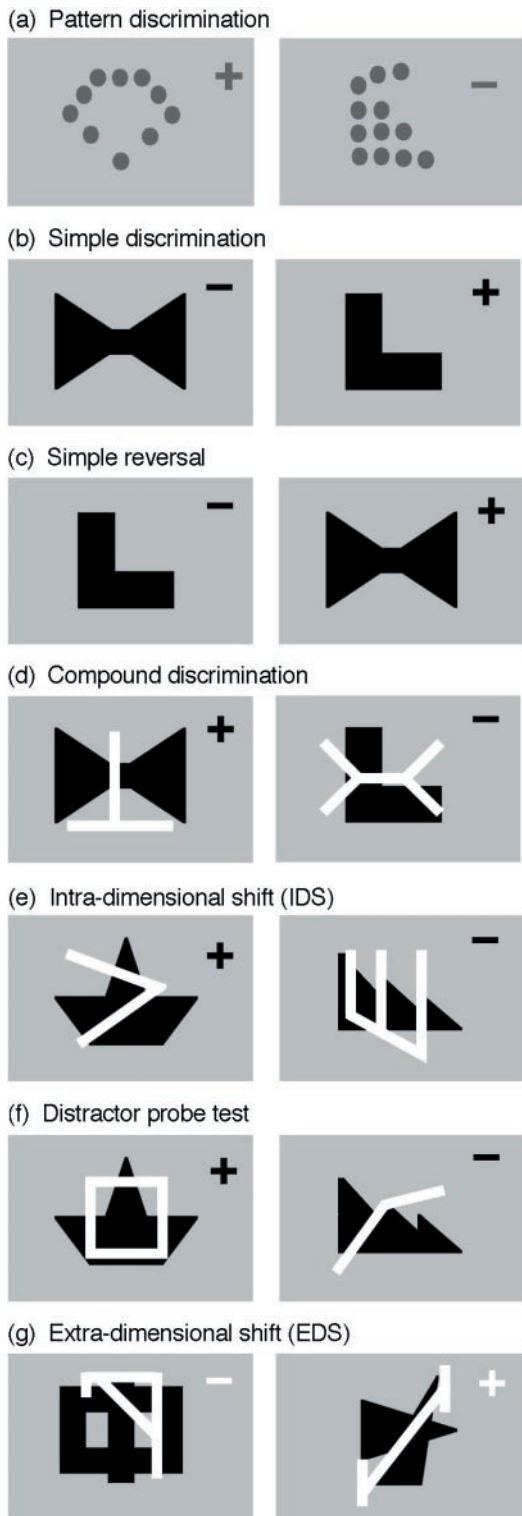 (a) Pattern discrimination
+ −
(b) Simple discrimination
− +
(c) Simple reversal
− +
(d) Compound discrimination
+ −
(e) Intra-dimensional shift (IDS)
+ −
(f) Distractor probe test
+ −
(g) Extra-dimensional shift (EDS)
− +